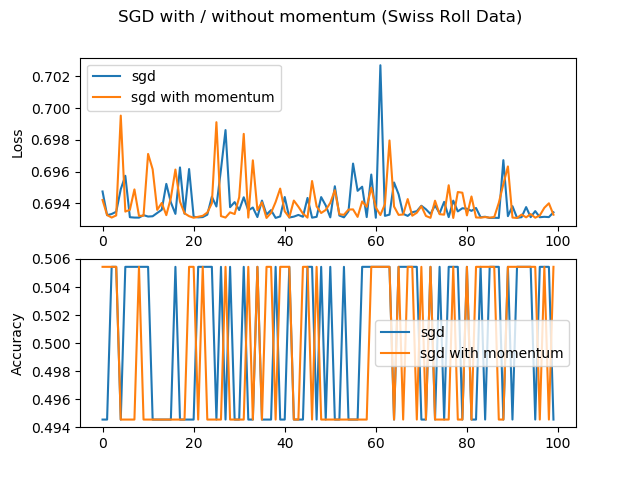 SGD with / without momentum (Swiss Roll Data)
sgd
sgd with momentum
Loss
0.702
0.700
0.698
0.696
0.694
0 20 40 60 80 100
sgd
sgd with momentum
Accuracy
0.506
0.504
0.502
0.500
0.498
0.496
0.494
0 20 40 60 80 100